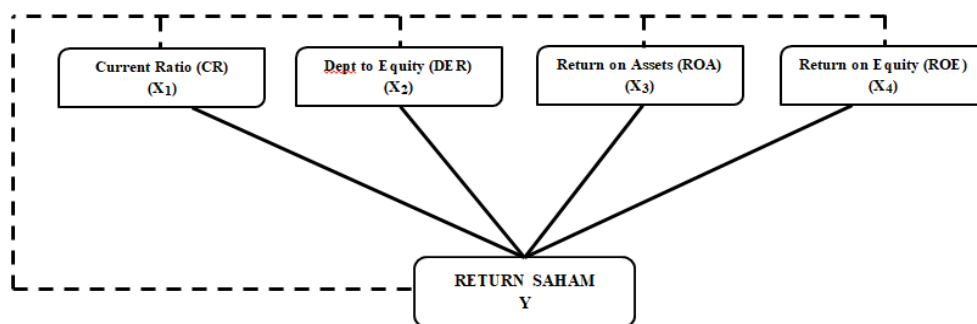 Current Ratio (CR)
(X1)
Dept to Equity (DER)
(X2)
Return on Assets (ROA)
(X3)
Return on Equity (ROE)
(X4)
RETURN SAHAM
Y